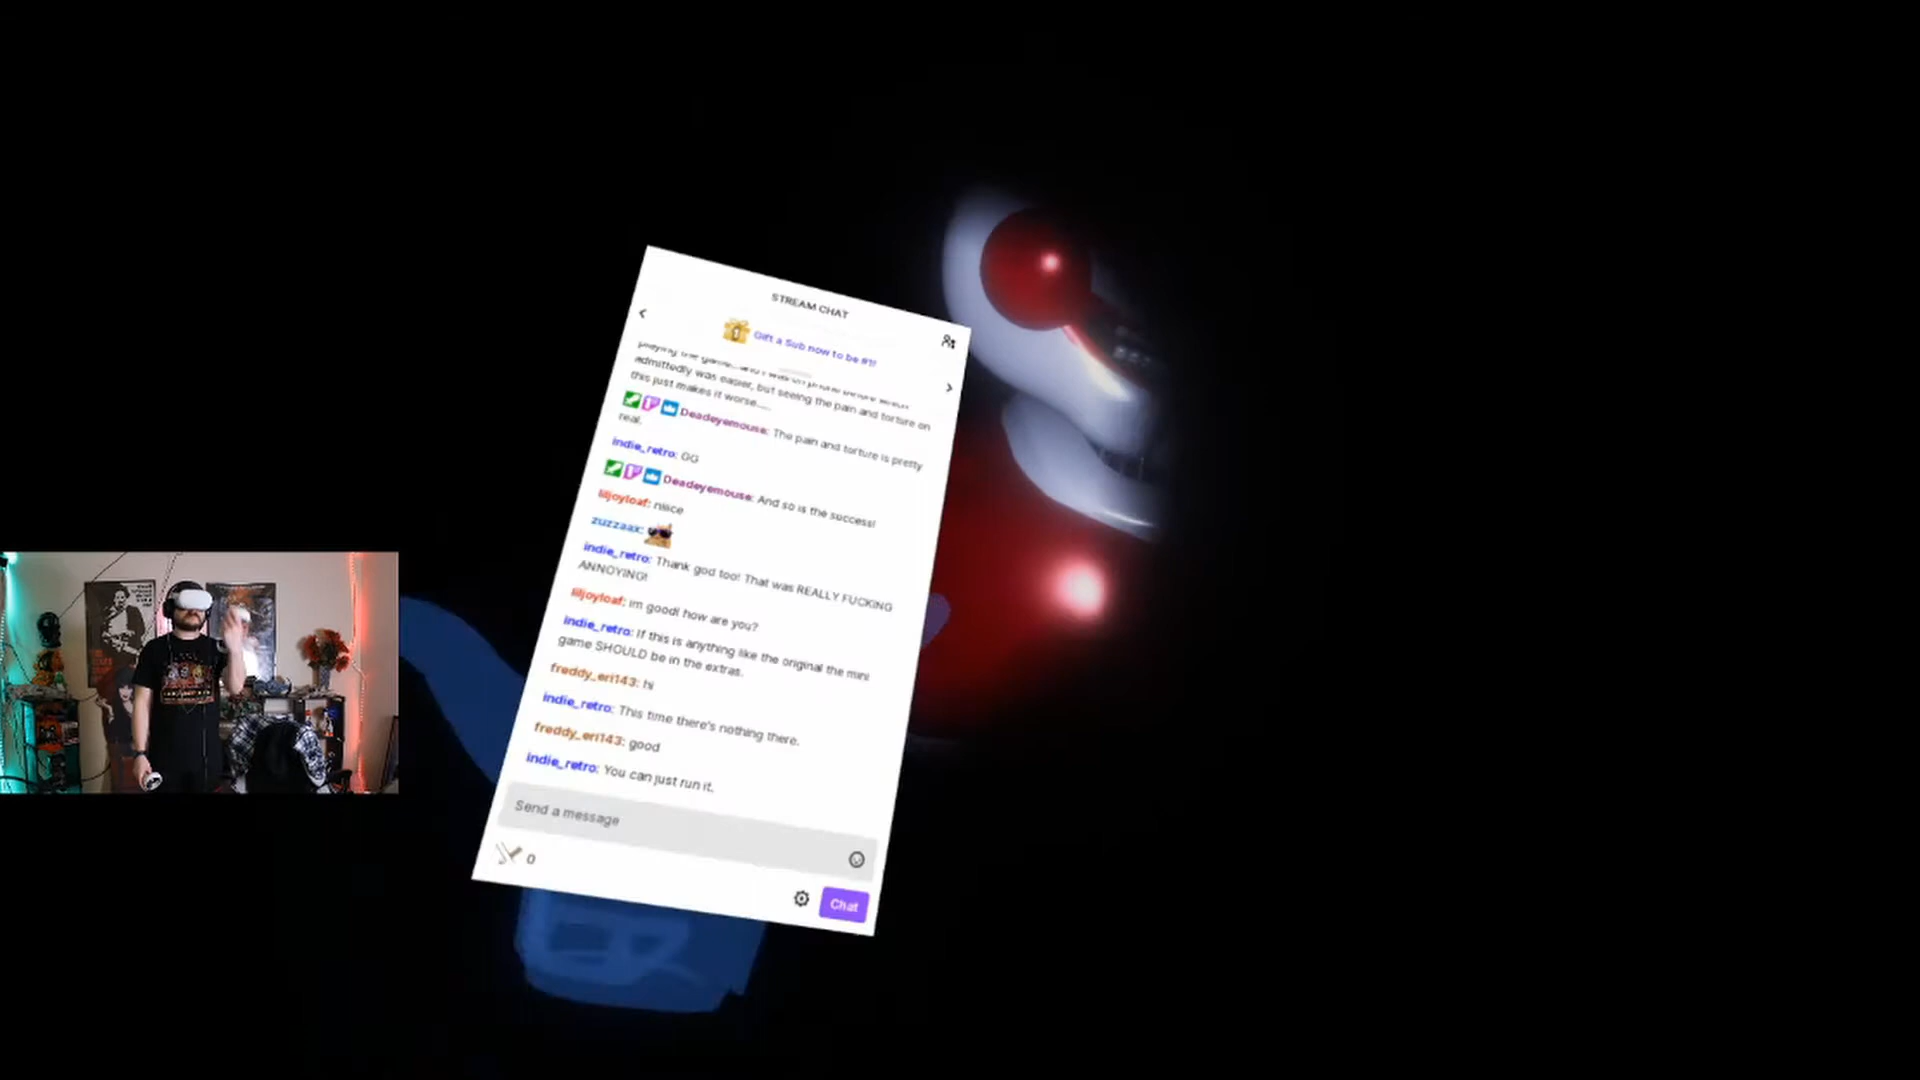 STREAM CHAT
Gift a Sub now to be #1!
admittedly was easier, but seeing the pain and torture on
this just makes it worse....
Deadeyemouse: The pain and torture is pretty
real.
indie_retro: GG
Deadeyemouse: And so is the success!
liljoyloaf: niiice
zuzzaax:
indie_retro: Thank god too! That was REALLY FUCKING
ANNOYING!
liljoyloaf: im good! how are you?
indie_retro: If this is anything like the original the mini
game SHOULD be in the extras.
freddy_eri143: hi
indie_retro: This time there's nothing there.
freddy_eri143: good
indie_retro: You can just run it.
Send a message
0
Chat